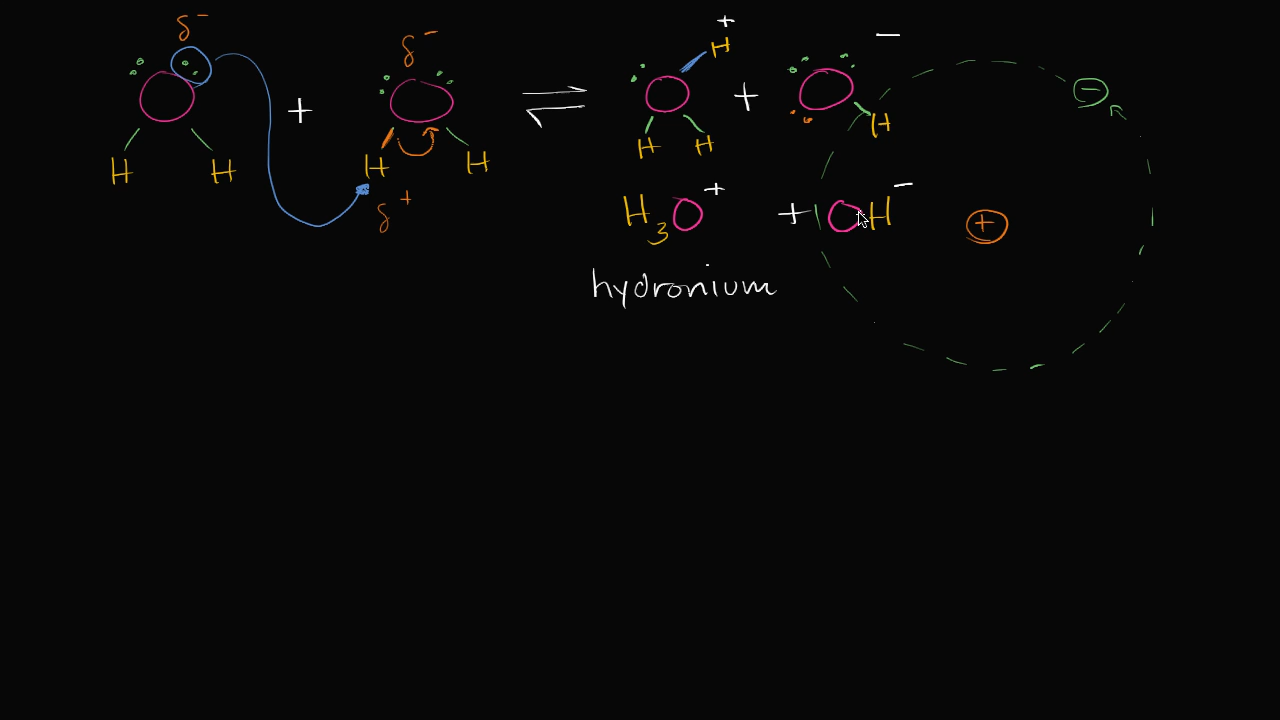 δ⁻ δ⁻ + −
H H + H H ⇌ H H H + H −
δ⁺
H₃O⁺ + OH⁻ +
hydronium